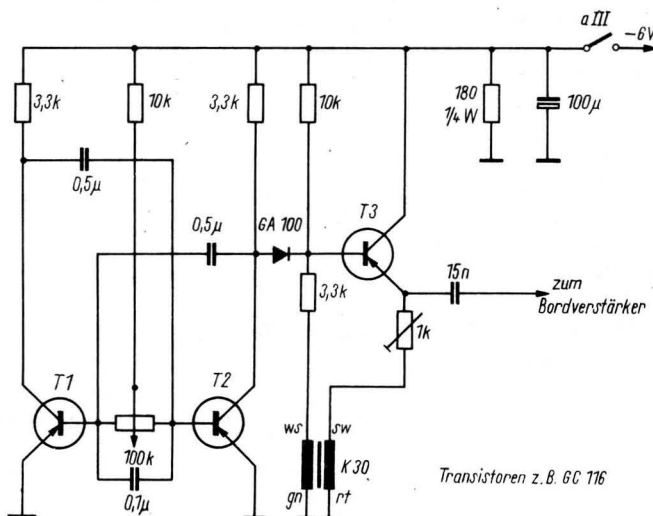 a III
–6V
3,3k
10k
3,3k
10k
180
1/4 W
100µ
0,5µ
0,5µ
GA 100
T3
15n
zum
Bordverstärker
3,3k
1k
T1
T2
100k
0,1µ
ws
sw
K 30
gn
rt
Transistoren z.B. GC 116